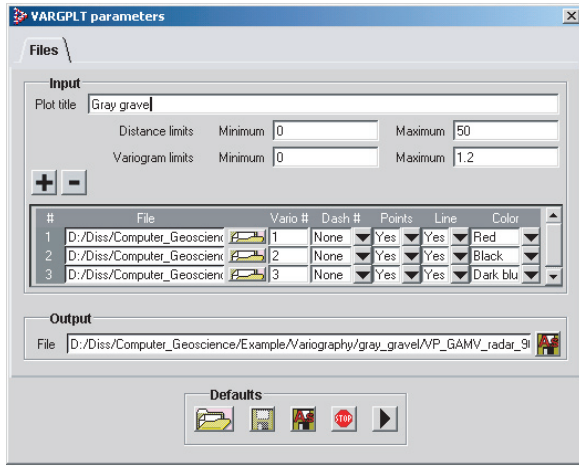 VARGPLT parameters
Files
Input
Plot title Gray gravel
Distance limits Minimum 0 Maximum 50
Variogram limits Minimum 0 Maximum 1.2
+ -
# File Vario # Dash # Points Line Color
1 D:/Diss/Computer_Geoscienc 1 None Yes Yes Red
2 D:/Diss/Computer_Geoscienc 2 None Yes Yes Black
3 D:/Diss/Computer_Geoscienc 3 None Yes Yes Dark blu
Output
File D:/Diss/Computer_Geoscience/Example/Variography/gray_gravel/VP_GAMV_radar_9 As
Defaults
As STOP